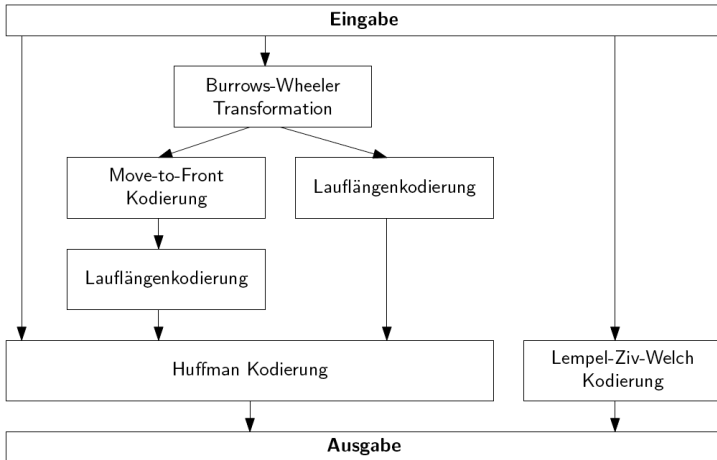 Eingabe
Burrows-Wheeler
Transformation
Move-to-Front
Kodierung
Lauflängenkodierung
Lauflängenkodierung
Huffman Kodierung
Lempel-Ziv-Welch
Kodierung
Ausgabe